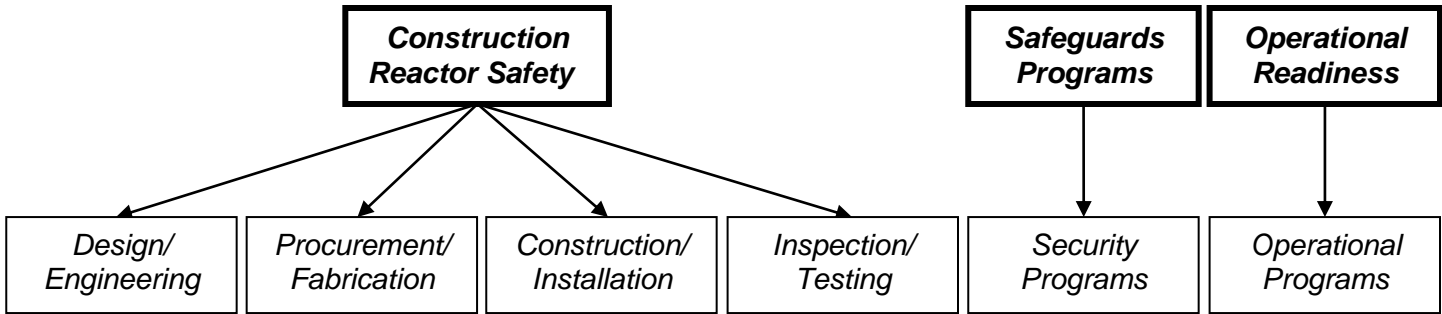 Construction
Reactor Safety
Safeguards
Programs
Operational
Readiness
Design/
Engineering
Procurement/
Fabrication
Construction/
Installation
Inspection/
Testing
Security
Programs
Operational
Programs